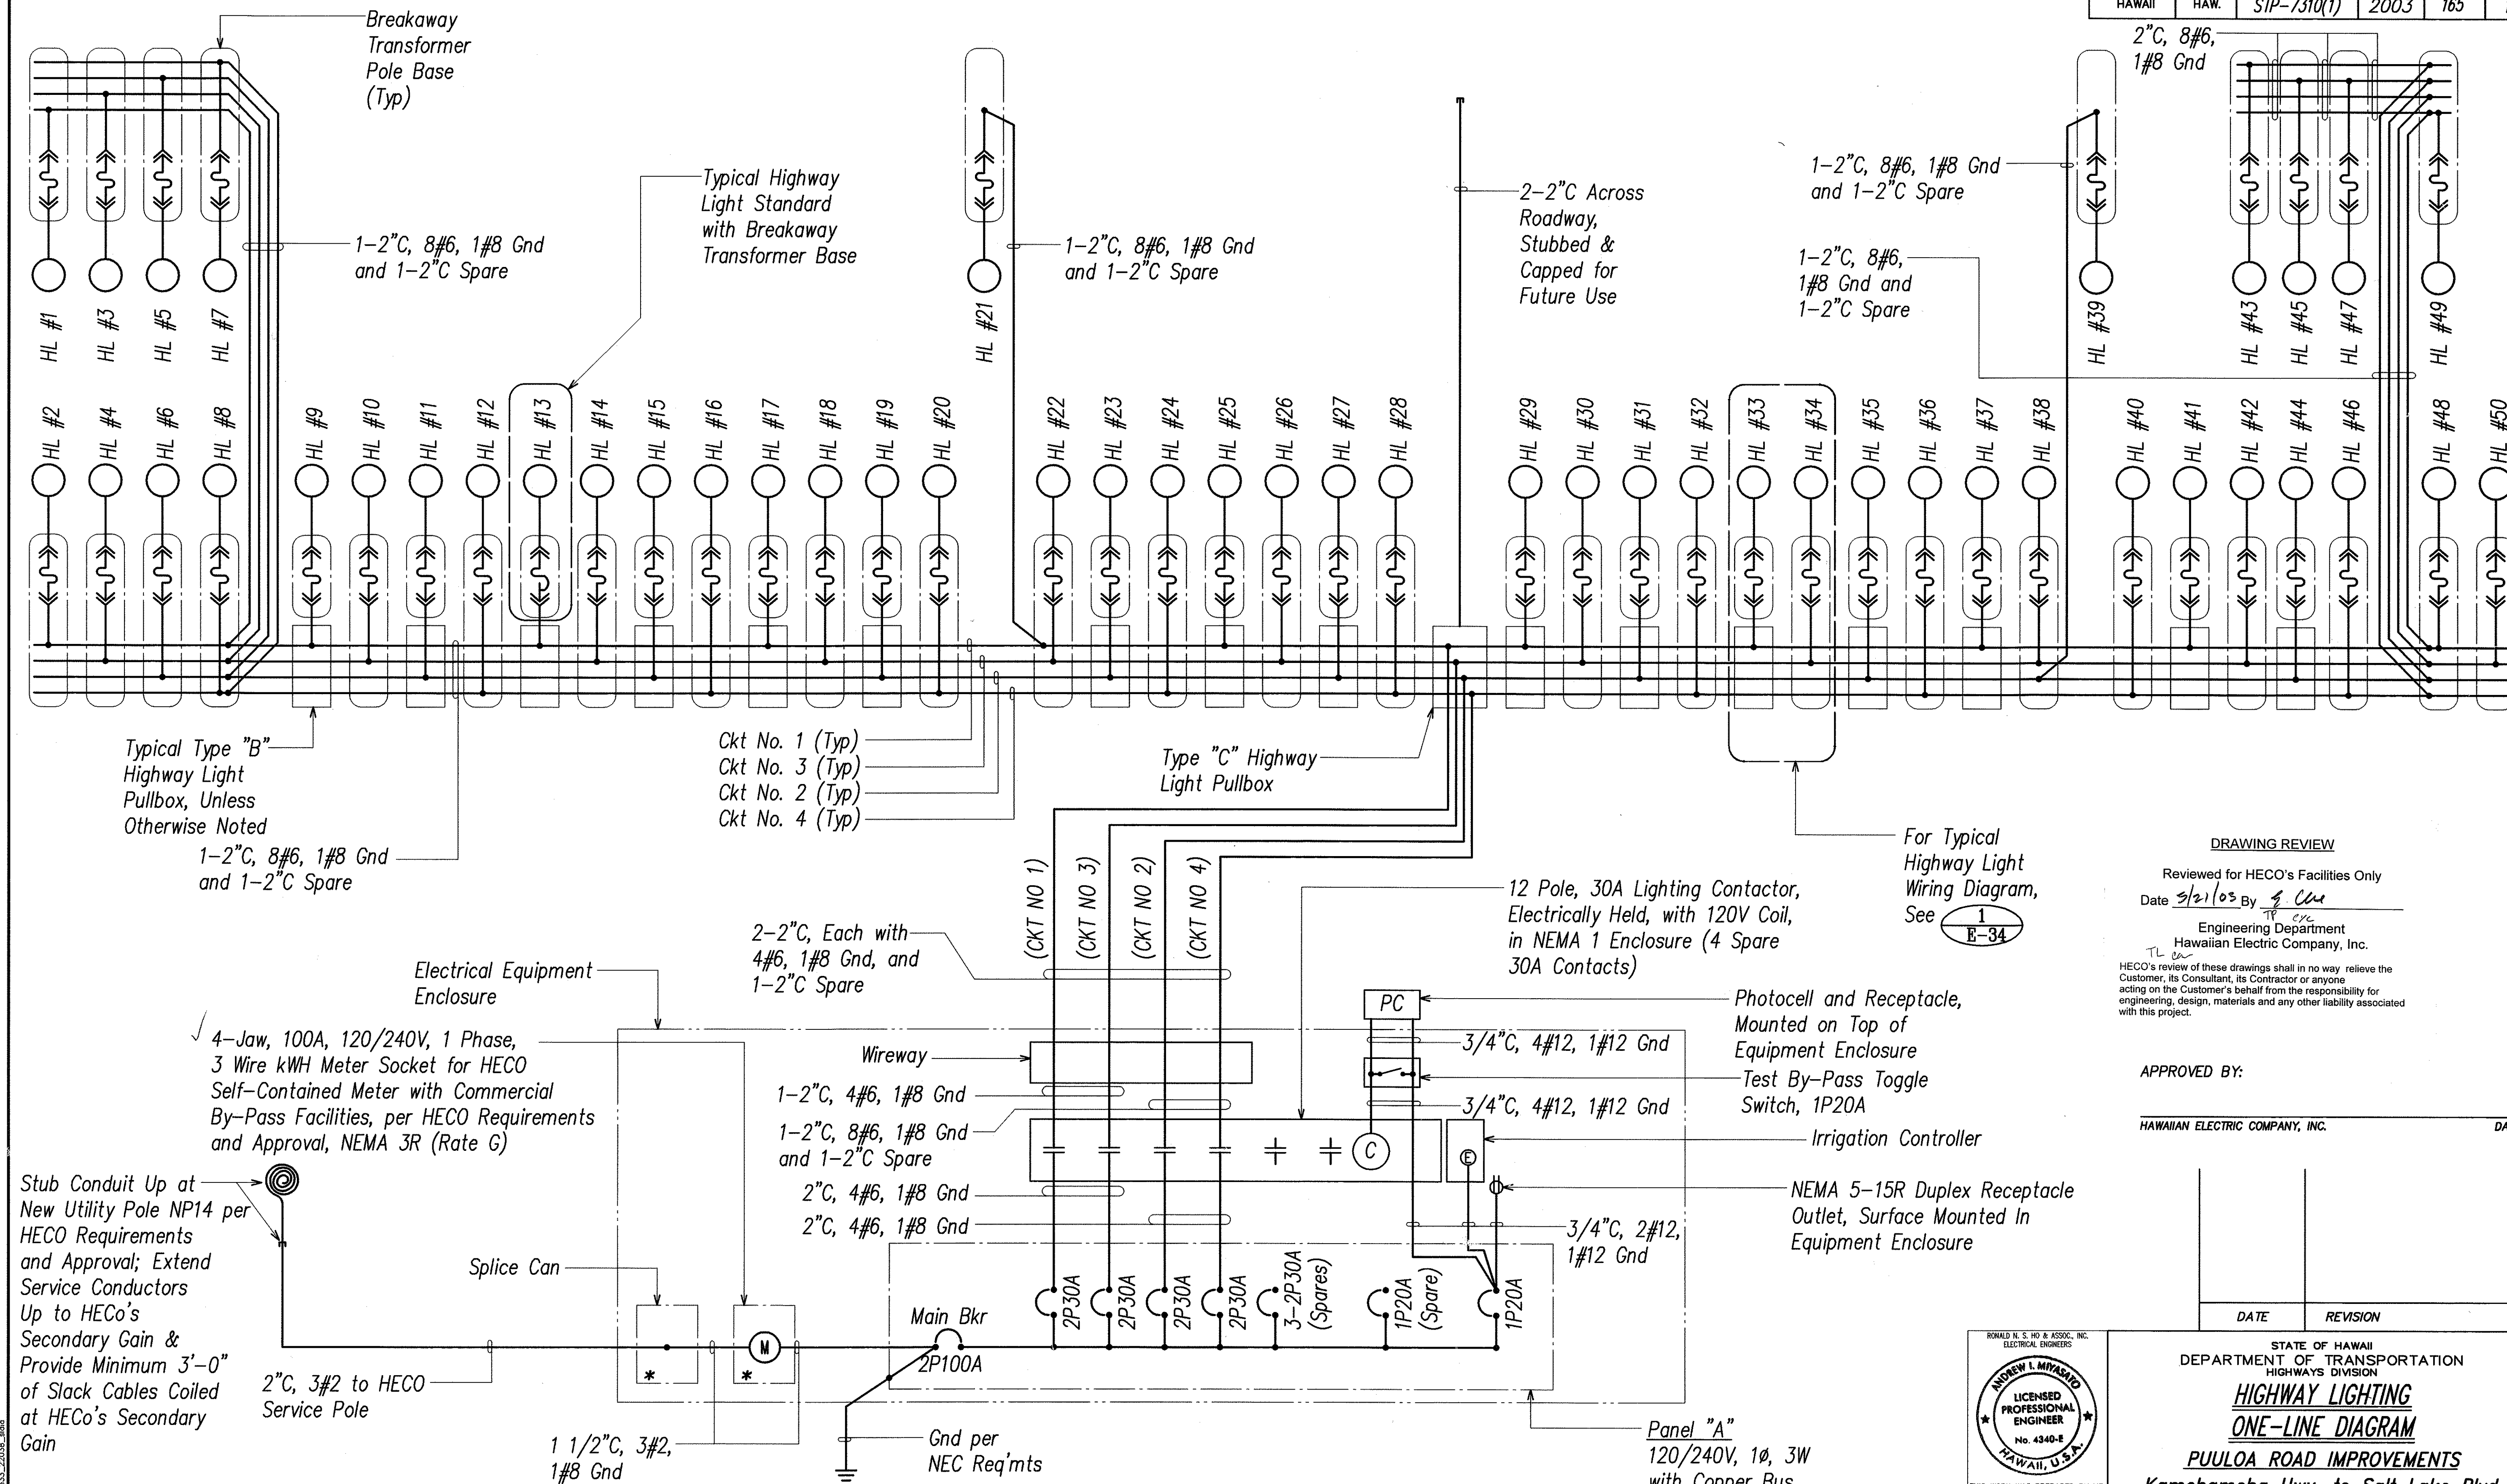 HAWAII HAW. STP-7310(1) 2003 165
Breakaway
Transformer
Pole Base
(Typ)
2"C, 8#6,
1#8 Gnd
Typical Highway
Light Standard
with Breakaway
Transformer Base
1-2"C, 8#6, 1#8 Gnd
and 1-2"C Spare
1-2"C, 8#6, 1#8 Gnd
and 1-2"C Spare
2-2"C Across
Roadway,
Stubbed &
Capped for
Future Use
1-2"C, 8#6, 1#8 Gnd
and 1-2"C Spare
1-2"C, 8#6,
1#8 Gnd and
1-2"C Spare
HL #1
HL #3
HL #5
HL #7
HL #21
HL #39
HL #43
HL #45
HL #47
HL #49
HL #2
HL #4
HL #6
HL #8
HL #9
HL #10
HL #11
HL #12
HL #13
HL #14
HL #15
HL #16
HL #17
HL #18
HL #19
HL #20
HL #22
HL #23
HL #24
HL #25
HL #26
HL #27
HL #28
HL #29
HL #30
HL #31
HL #32
HL #33
HL #34
HL #35
HL #36
HL #37
HL #38
HL #40
HL #41
HL #42
HL #44
HL #46
HL #48
HL #50
Typical Type "B"
Highway Light
Pullbox, Unless
Otherwise Noted
1-2"C, 8#6, 1#8 Gnd
and 1-2"C Spare
Ckt No. 1 (Typ)
Ckt No. 3 (Typ)
Ckt No. 2 (Typ)
Ckt No. 4 (Typ)
Type "C" Highway
Light Pullbox
For Typical
Highway Light
Wiring Diagram,
See 1
E-34
(CKT NO 1)
(CKT NO 3)
(CKT NO 2)
(CKT NO 4)
12 Pole, 30A Lighting Contactor,
Electrically Held, with 120V Coil,
in NEMA 1 Enclosure (4 Spare
30A Contacts)
2-2"C, Each with
4#6, 1#8 Gnd, and
1-2"C Spare
Electrical Equipment
Enclosure
4-Jaw, 100A, 120/240V, 1 Phase,
3 Wire kWH Meter Socket for HECO
Self-Contained Meter with Commercial
By-Pass Facilities, per HECO Requirements
and Approval, NEMA 3R (Rate G)
Wireway
1-2"C, 4#6, 1#8 Gnd
1-2"C, 8#6, 1#8 Gnd
and 1-2"C Spare
2"C, 4#6, 1#8 Gnd
2"C, 4#6, 1#8 Gnd
PC
C
E
Photocell and Receptacle,
Mounted on Top of
Equipment Enclosure
3/4"C, 4#12, 1#12 Gnd
Test By-Pass Toggle
Switch, 1P20A
3/4"C, 4#12, 1#12 Gnd
Irrigation Controller
NEMA 5-15R Duplex Receptacle
Outlet, Surface Mounted In
Equipment Enclosure
3/4"C, 2#12,
1#12 Gnd
Stub Conduit Up at
New Utility Pole NP14 per
HECO Requirements
and Approval; Extend
Service Conductors
Up to HECo's
Secondary Gain &
Provide Minimum 3'-0"
of Slack Cables Coiled
at HECo's Secondary
Gain
Splice Can
2"C, 3#2 to HECO
Service Pole
*
M
*
Main Bkr
2P100A
2P30A
2P30A
2P30A
2P30A
3-2P30A
(Spares)
1P20A
(Spare)
1P20A
1 1/2"C, 3#2,
1#8 Gnd
Gnd per
NEC Req'mts
Panel "A"
120/240V, 1ø, 3W
with Copper Bus
DRAWING REVIEW
Reviewed for HECO's Facilities Only
Date 5/21/03 By
TP eyc
Engineering Department
Hawaiian Electric Company, Inc.
TL
HECO's review of these drawings shall in no way relieve the
Customer, its Consultant, its Contractor or anyone
acting on the Customer's behalf from the responsibility for
engineering, design, materials and any other liability associated
with this project.
APPROVED BY:
HAWAIIAN ELECTRIC COMPANY, INC.
DATE REVISION
RONALD N. S. HO & ASSOC., INC.
ELECTRICAL ENGINEERS
ANDREW I. MIYASATO
LICENSED
PROFESSIONAL
ENGINEER
No. 4340-E
HAWAII, U.S.A.
STATE OF HAWAII
DEPARTMENT OF TRANSPORTATION
HIGHWAYS DIVISION
HIGHWAY LIGHTING
ONE-LINE DIAGRAM
PUULOA ROAD IMPROVEMENTS
Kamehameha Hwy. to Salt Lake Blvd.